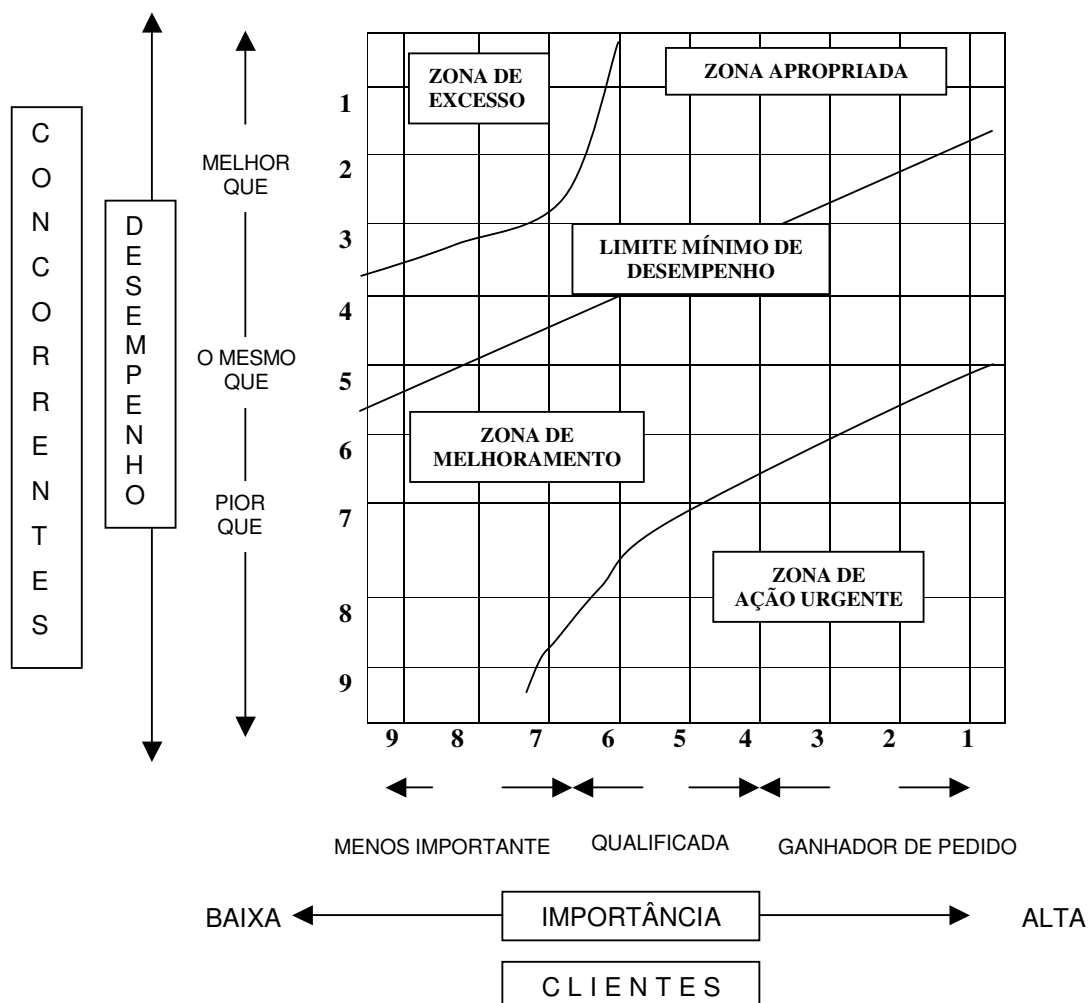 C O N C O R R E N T E S
D E S E M P E N H O
MELHOR
QUE
O MESMO
QUE
PIOR
QUE
1
2
3
4
5
6
7
8
9
ZONA DE
EXCESSO
ZONA APROPRIADA
LIMITE MÍNIMO DE
DESEMPENHO
ZONA DE
MELHORAMENTO
ZONA DE
AÇÃO URGENTE
9 8 7 6 5 4 3 2 1
MENOS IMPORTANTE QUALIFICADA GANHADOR DE PEDIDO
BAIXA IMPORTÂNCIA ALTA
C L I E N T E S